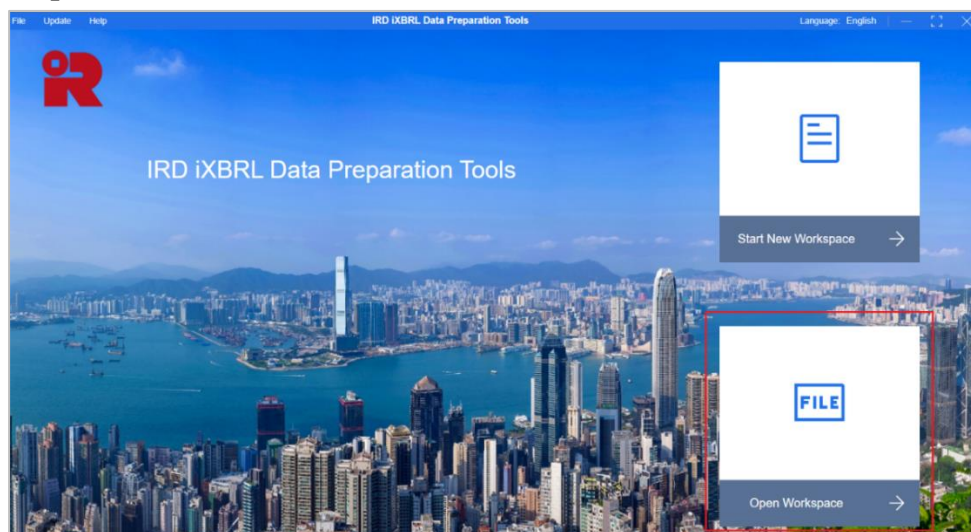 File Update Help IRD iXBRL Data Preparation Tools Language: English
IRD iXBRL Data Preparation Tools
Start New Workspace
FILE
Open Workspace